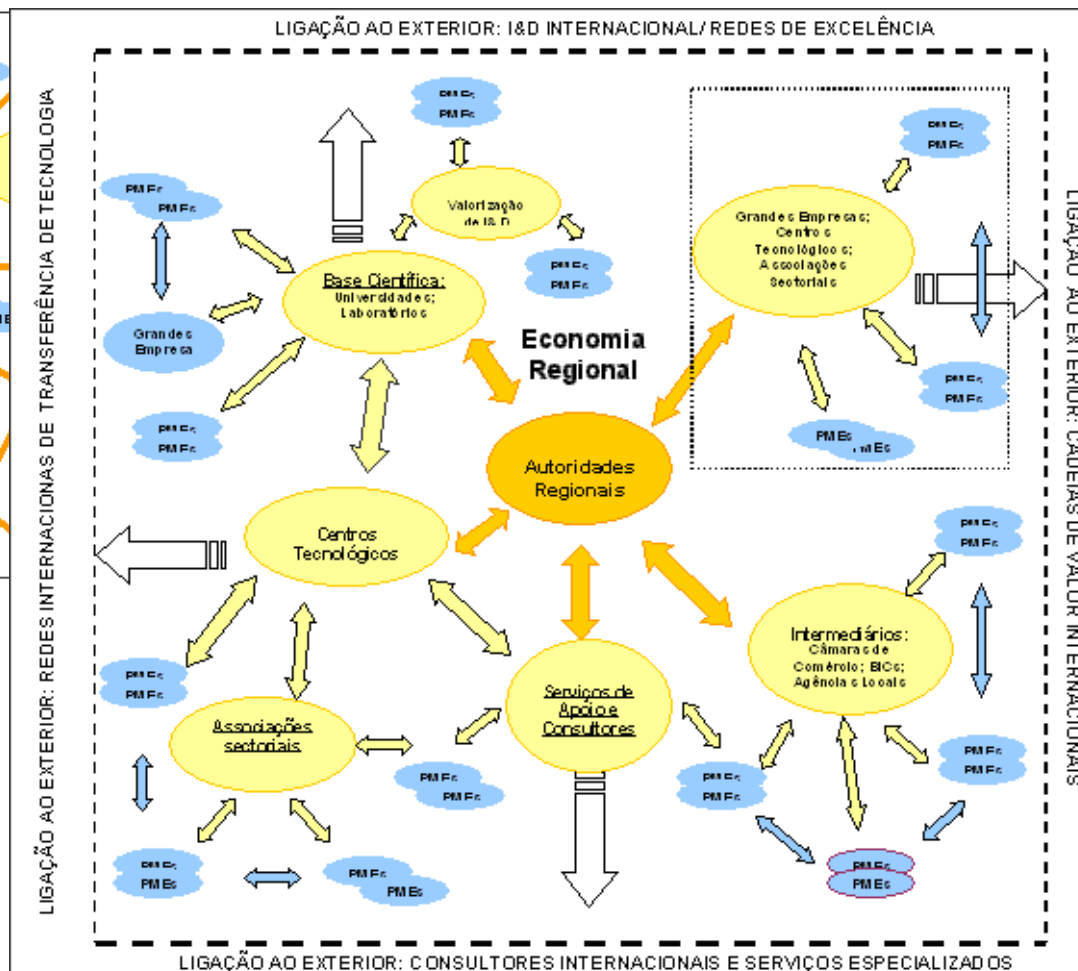 LIGAÇÃO AO EXTERIOR: I&D INTERNACIONAL/ REDES DE EXCELÊNCIA
LIGAÇÃO AO EXTERIOR: REDES INTERNACIONAS DE TRANSFERÊNCIA DE TECNOLOGIA
LIGAÇÃO AO EXTERIOR: CADEIAS DE VALOR INTERNACIONAIS
PMEs
PMEs
PMEs
PMEs
PMEs
PMEs
Valorização
de I&D
PMEs
PMEs
Grandes Empresas;
Centros
Tecnológicos;
Associações
Sectoriais
Base Científica:
Universidades;
Laboratórios
Grandes
Empresa
Economia
Regional
PMEs
PMEs
PMEs
PMEs
PMEs
PMEs
Autoridades
Regionais
Centros
Tecnológicos
PMEs
PMEs
Intermediários:
Câmaras de
Comércio; BICs;
Agências Locais
PMEs
PMEs
Serviços de
Apoio e
Consultores
Associações
sectoriais
PMEs
PMEs
PMEs
PMEs
PMEs
PMEs
PMEs
PMEs
PMEs
PMEs
PMEs
PMEs
LIGAÇÃO AO EXTERIOR: CONSULTORES INTERNACIONAIS E SERVIÇOS ESPECIALIZADOS